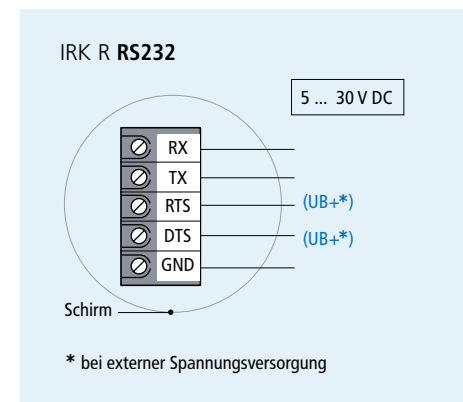 IRK R RS232
5 ... 30 V DC
RX
TX
RTS (UB+*)
DTS (UB+*)
GND
Schirm
* bei externer Spannungsversorgung